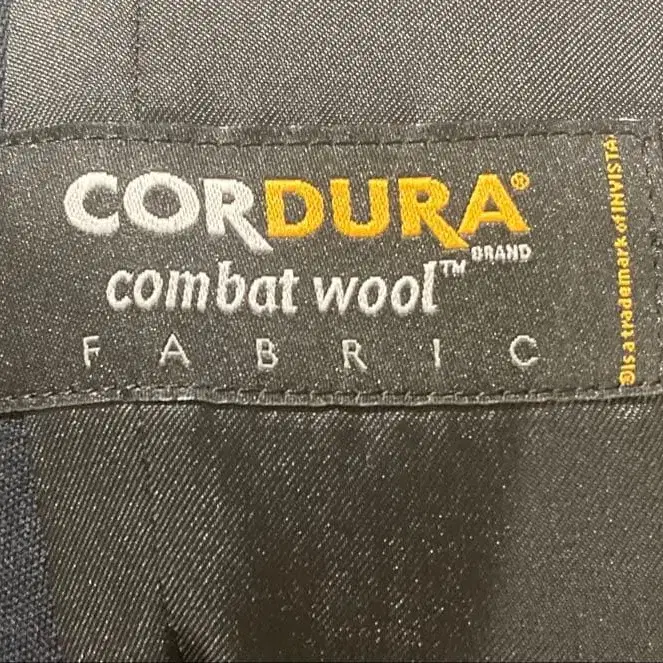 CORDURA®
BRAND
combat wool™
FABRIC
®is a trademark of INVISTA